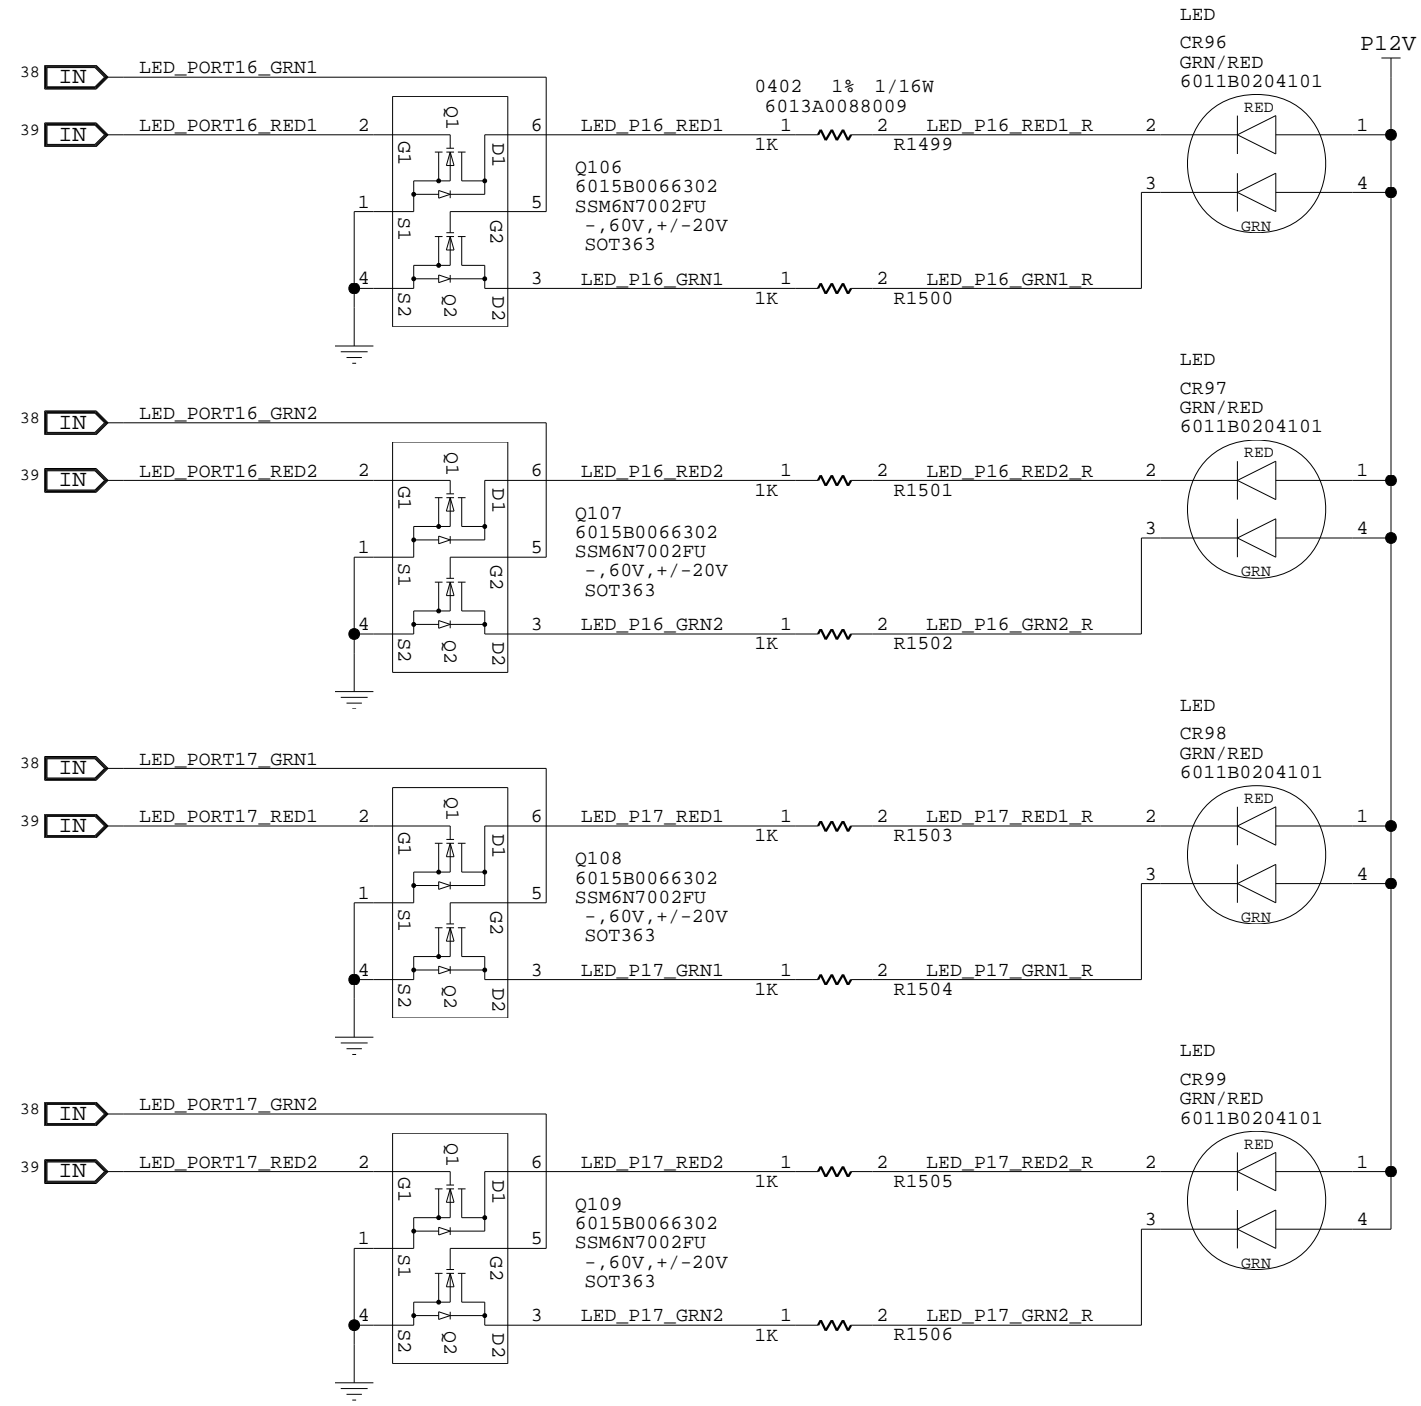 LED
CR96
GRN/RED
6011B0204101
P12V
38 IN LED_PORT16_GRN1
0402 1% 1/16W
6013A0088009
RED
39 IN LED_PORT16_RED1 2 Q1 6 LED_P16_RED1 1 2 LED_P16_RED1_R 2 1
G1 D1 1K R1499
Q106
6015B0066302
SSM6N7002FU
-,60V,+/-20V
SOT363
1 S1 G2 5 3 4
GRN
4 3 LED_P16_GRN1 1 2 LED_P16_GRN1_R
S2 Q2 D2 1K R1500
LED
CR97
GRN/RED
6011B0204101
38 IN LED_PORT16_GRN2
RED
39 IN LED_PORT16_RED2 2 Q1 6 LED_P16_RED2 1 2 LED_P16_RED2_R 2 1
G1 D1 1K R1501
Q107
6015B0066302
SSM6N7002FU
-,60V,+/-20V
SOT363
1 S1 G2 5 3 4
GRN
4 3 LED_P16_GRN2 1 2 LED_P16_GRN2_R
S2 Q2 D2 1K R1502
LED
CR98
GRN/RED
6011B0204101
38 IN LED_PORT17_GRN1
RED
39 IN LED_PORT17_RED1 2 Q1 6 LED_P17_RED1 1 2 LED_P17_RED1_R 2 1
G1 D1 1K R1503
Q108
6015B0066302
SSM6N7002FU
-,60V,+/-20V
SOT363
1 S1 G2 5 3 4
GRN
4 3 LED_P17_GRN1 1 2 LED_P17_GRN1_R
S2 Q2 D2 1K R1504
LED
CR99
GRN/RED
6011B0204101
38 IN LED_PORT17_GRN2
RED
39 IN LED_PORT17_RED2 2 Q1 6 LED_P17_RED2 1 2 LED_P17_RED2_R 2 1
G1 D1 1K R1505
Q109
6015B0066302
SSM6N7002FU
-,60V,+/-20V
SOT363
1 S1 G2 5 3 4
GRN
4 3 LED_P17_GRN2 1 2 LED_P17_GRN2_R
S2 Q2 D2 1K R1506